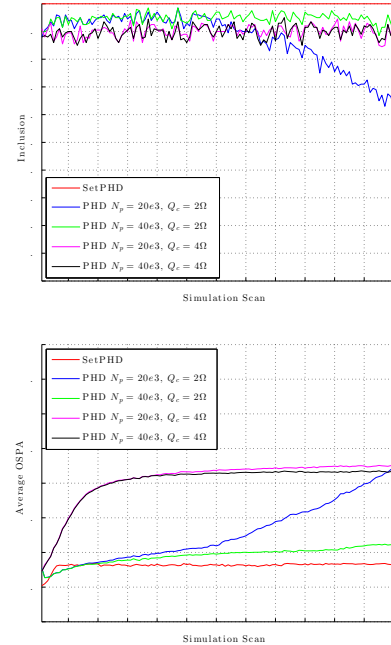 Inclusion
SetPHD
PHD N_p = 20e3, Q_c = 2Ω
PHD N_p = 40e3, Q_c = 2Ω
PHD N_p = 20e3, Q_c = 4Ω
PHD N_p = 40e3, Q_c = 4Ω
Simulation Scan
Average OSPA
SetPHD
PHD N_p = 20e3, Q_c = 2Ω
PHD N_p = 40e3, Q_c = 2Ω
PHD N_p = 20e3, Q_c = 4Ω
PHD N_p = 40e3, Q_c = 4Ω
Simulation Scan